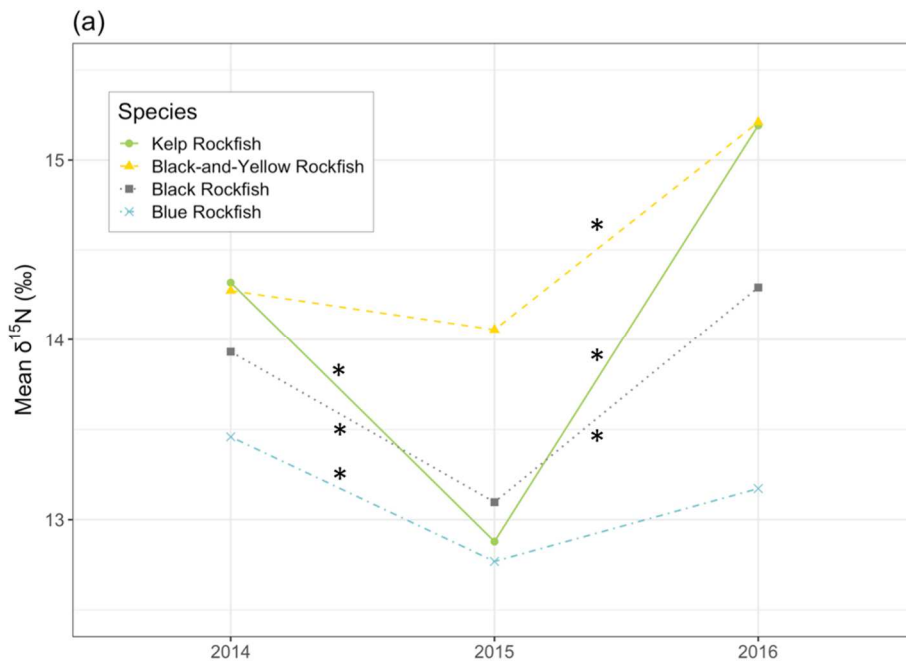 (a)
Species
Kelp Rockfish
Black-and-Yellow Rockfish
Black Rockfish
Blue Rockfish
Mean δ¹⁵N (‰)
15
14
13
*
*
*
*
*
*
2014 2015 2016